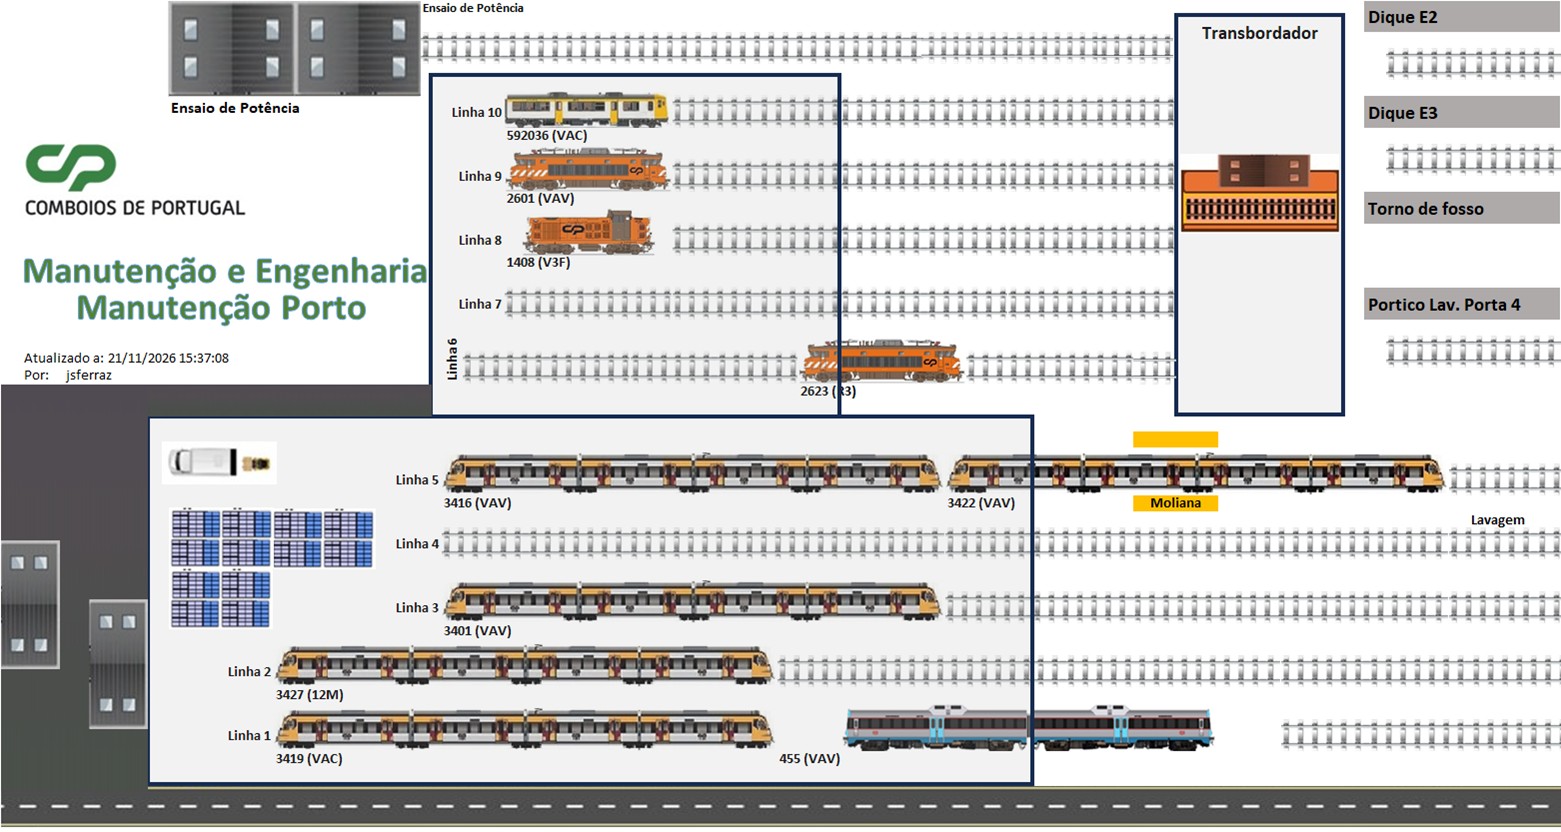 Ensaio de Potência
Ensaio de Potência
Transbordador
Dique E2
Dique E3
Torno de fosso
Portico Lav. Porta 4
cp
COMBOIOS DE PORTUGAL
Manutenção e Engenharia
Manutenção Porto
Atualizado a: 21/11/2026 15:37:08
Por: jsferraz
Linha 10
592036 (VAC)
Linha 9
2601 (VAV)
Linha 8
1408 (V3F)
Linha 7
Linha 6
2623 (R3)
Linha 5
3416 (VAV)
3422 (VAV)
Moliana
Lavagem
Linha 4
Linha 3
3401 (VAV)
Linha 2
3427 (12M)
Linha 1
3419 (VAC)
455 (VAV)